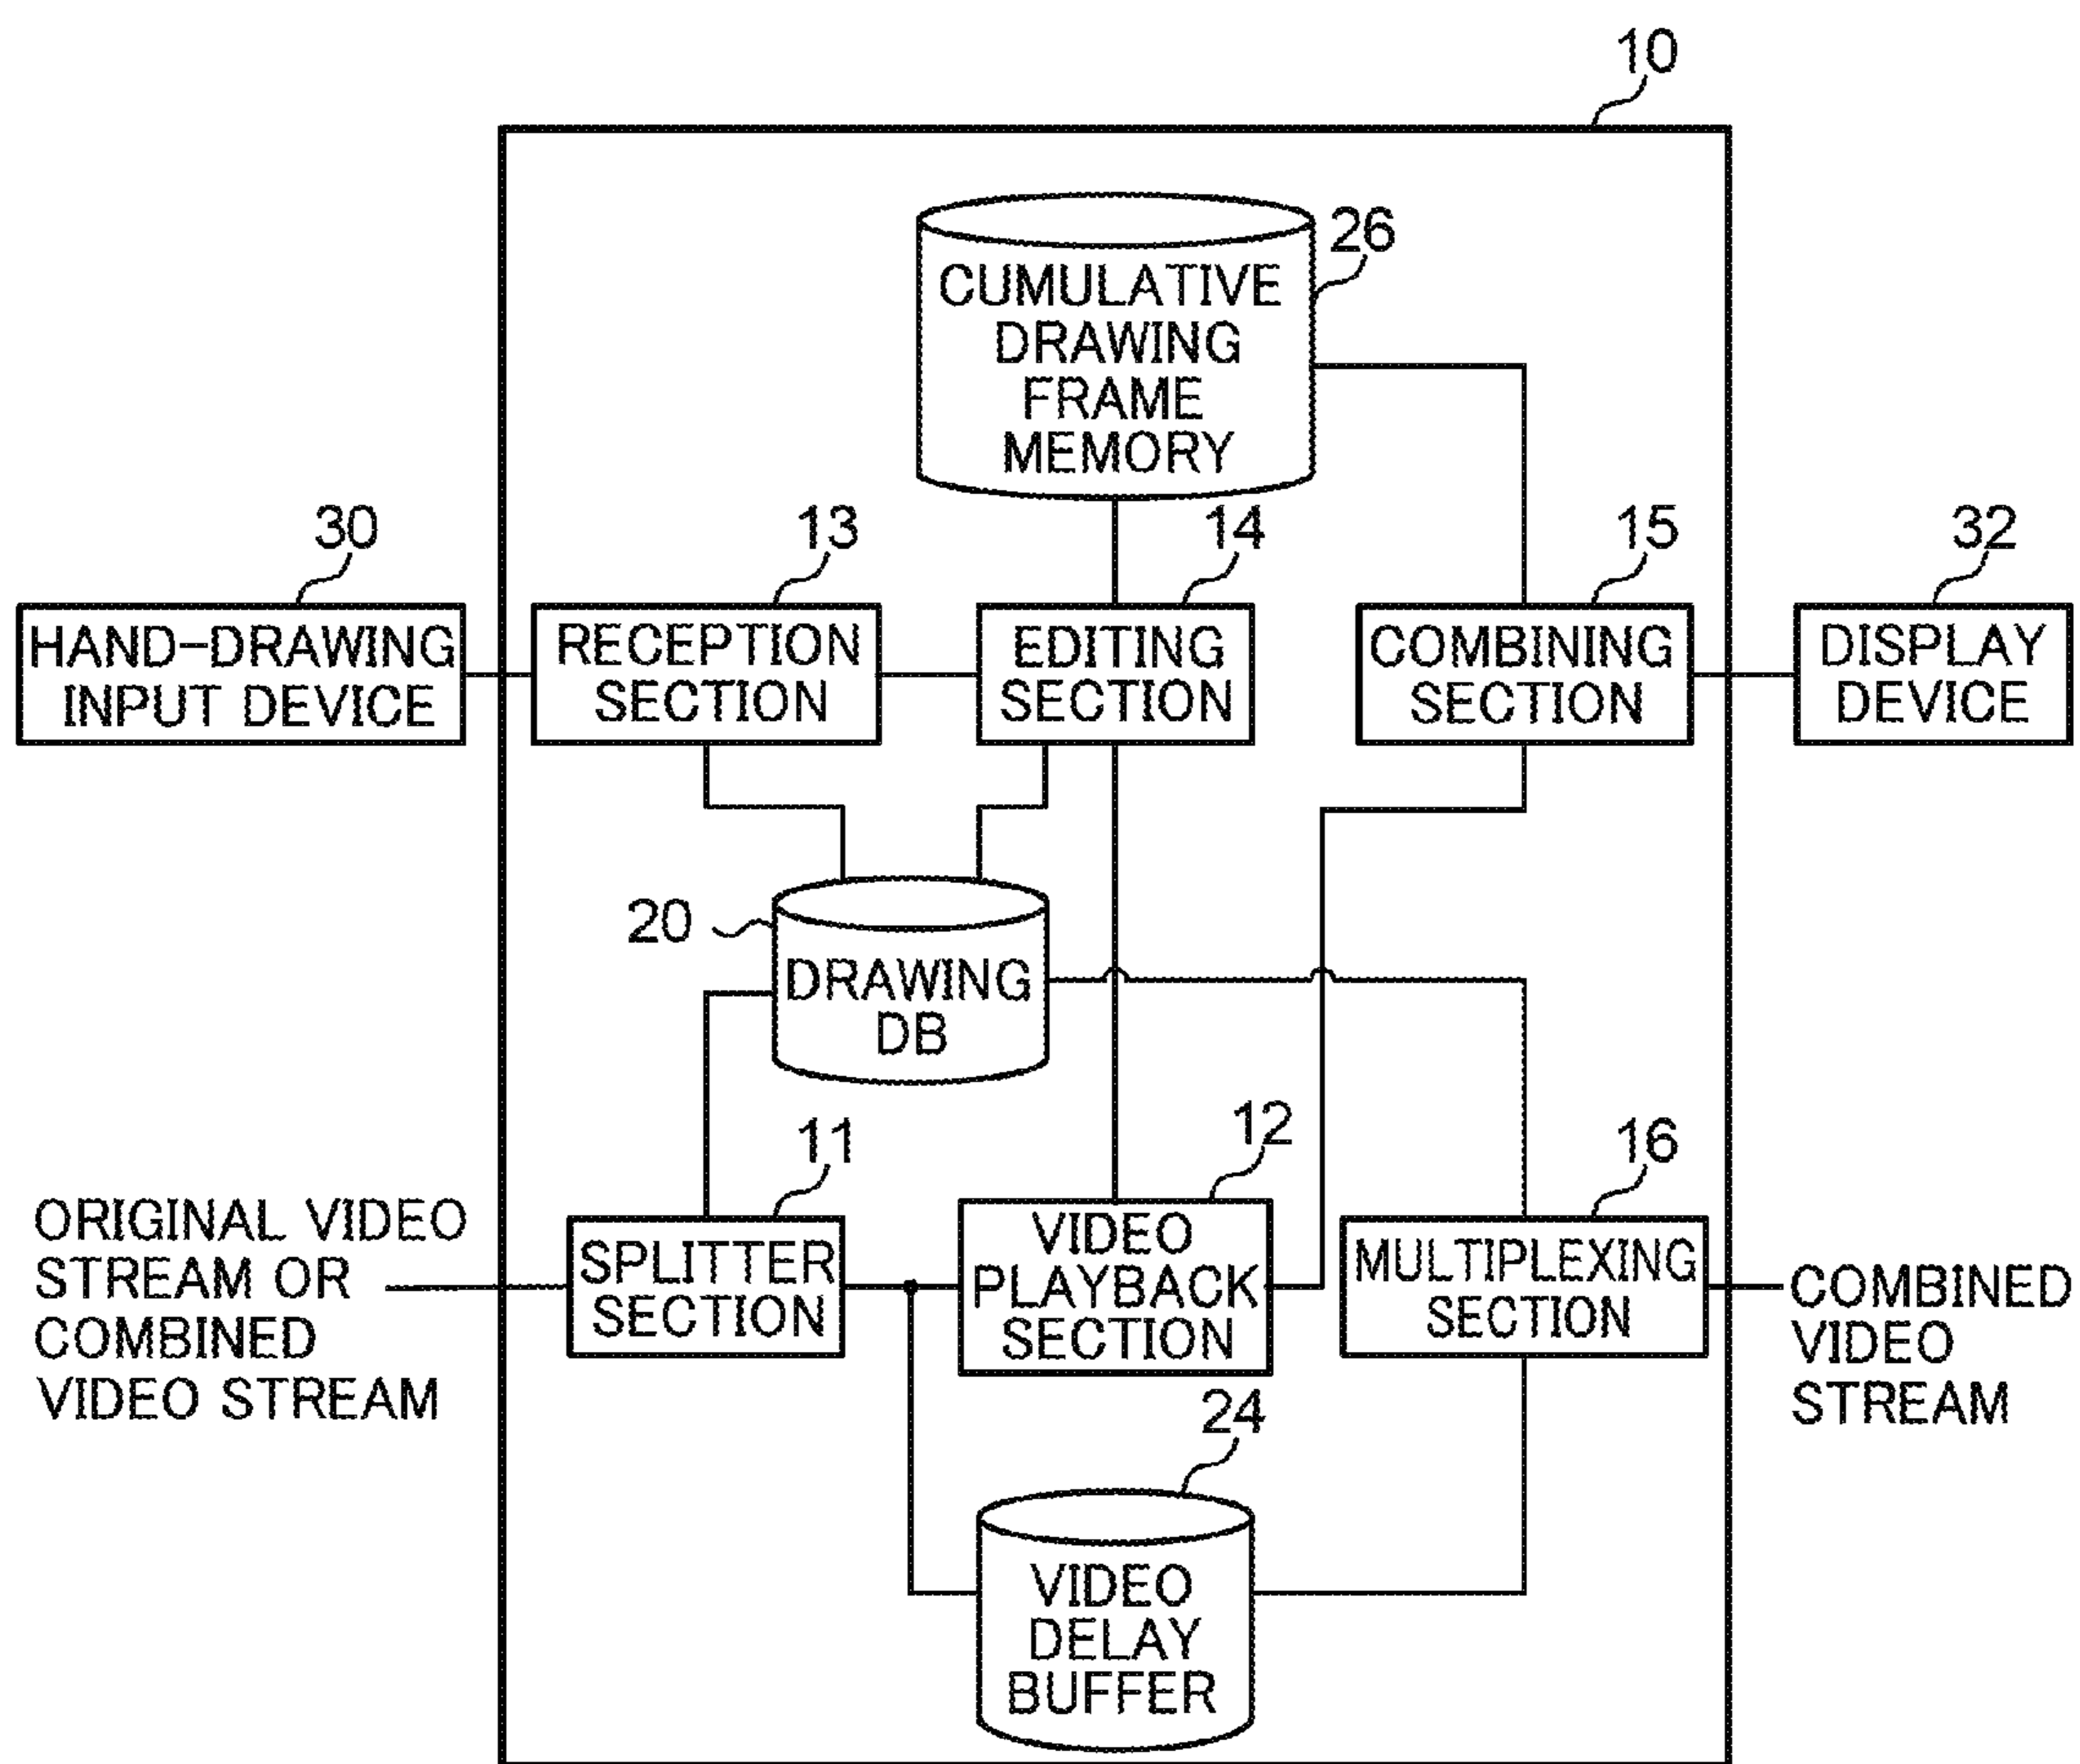 10
26
CUMULATIVE
DRAWING
FRAME
MEMORY
30
13
14
15
32
HAND-DRAWING
INPUT DEVICE
RECEPTION
SECTION
EDITING
SECTION
COMBINING
SECTION
DISPLAY
DEVICE
20
DRAWING
DB
11
12
16
ORIGINAL VIDEO
STREAM OR
COMBINED
VIDEO STREAM
SPLITTER
SECTION
VIDEO
PLAYBACK
SECTION
MULTIPLEXING
SECTION
COMBINED
VIDEO
STREAM
24
VIDEO
DELAY
BUFFER